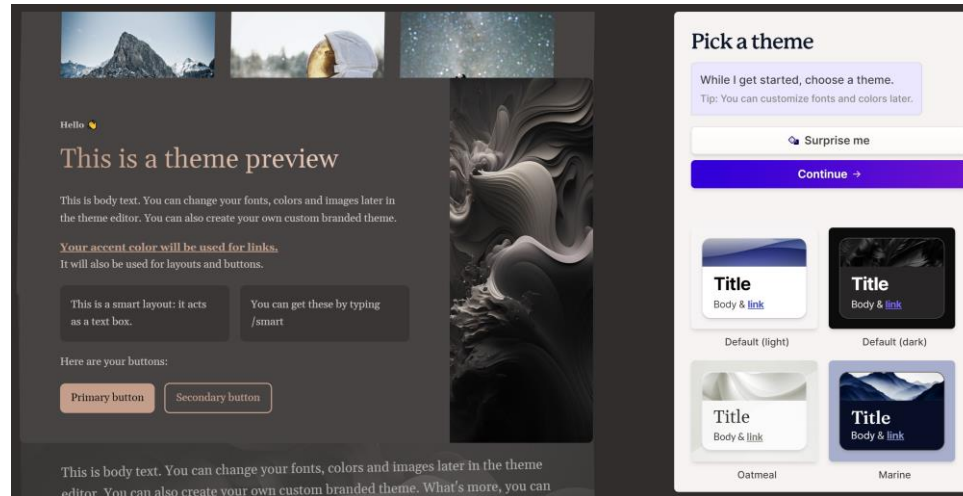 Hello 👋
This is a theme preview
This is body text. You can change your fonts, colors and images later in
the theme editor. You can also create your own custom branded theme.
Your accent color will be used for links.
It will also be used for layouts and buttons.
This is a smart layout: it acts
as a text box.
You can get these by typing
/smart
Here are your buttons:
Primary button
Secondary button
This is body text. You can change your fonts, colors and images later in the theme
editor. You can also create your own custom branded theme. What's more, you can
Pick a theme
While I get started, choose a theme.
Tip: You can customize fonts and colors later.
Surprise me
Continue →
Title
Body & link
Default (light)
Title
Body & link
Default (dark)
Title
Body & link
Oatmeal
Title
Body & link
Marine